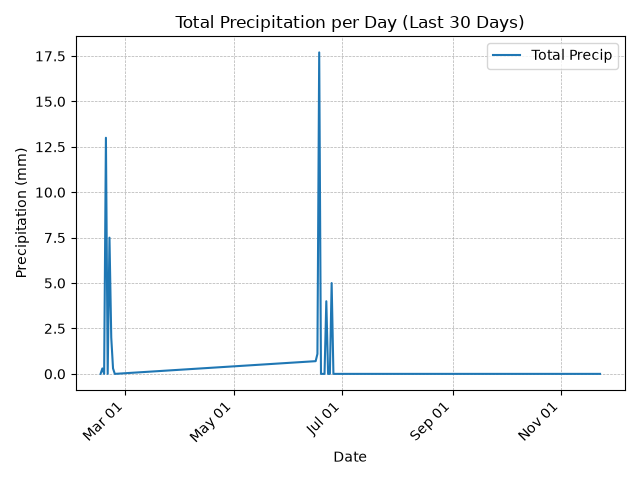 Total Precipitation per Day (Last 30 Days)
Total Precip
Precipitation (mm)
17.5
15.0
12.5
10.0
7.5
5.0
2.5
0.0
Mar 01
May 01
Jul 01
Sep 01
Nov 01
Date